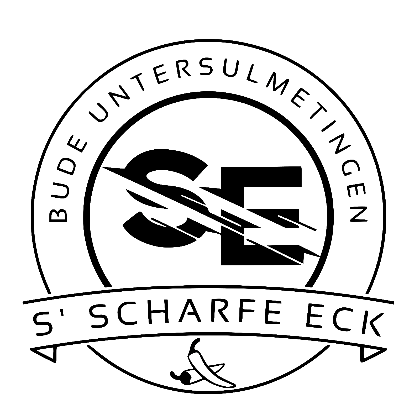 BUDE UNTERSULMETINGEN
SE
S' SCHARFE ECK